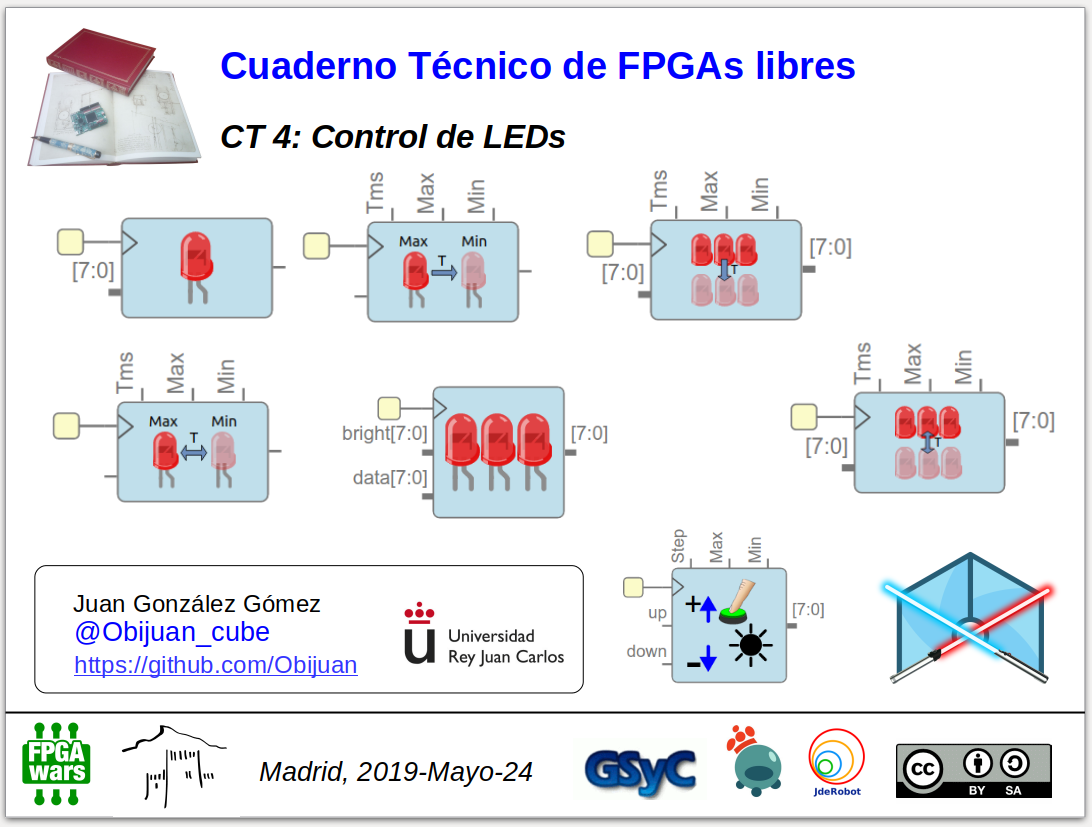 Cuaderno Técnico de FPGAs libres
CT 4: Control de LEDs
[7:0]
Tms
Max
Min
Max
Min
T
Tms
Max
Min
[7:0]
T
[7:0]
Tms
Max
Min
Max
Min
T
bright[7:0]
data[7:0]
[7:0]
Tms
Max
Min
[7:0]
T
[7:0]
Juan González Gómez
@Obijuan_cube
https://github.com/Obijuan
u
Universidad
Rey Juan Carlos
Step
Max
Min
up
down
+
-
[7:0]
FPGA
wars
Madrid, 2019-Mayo-24
GSyC
JdeRobot
cc
BY SA